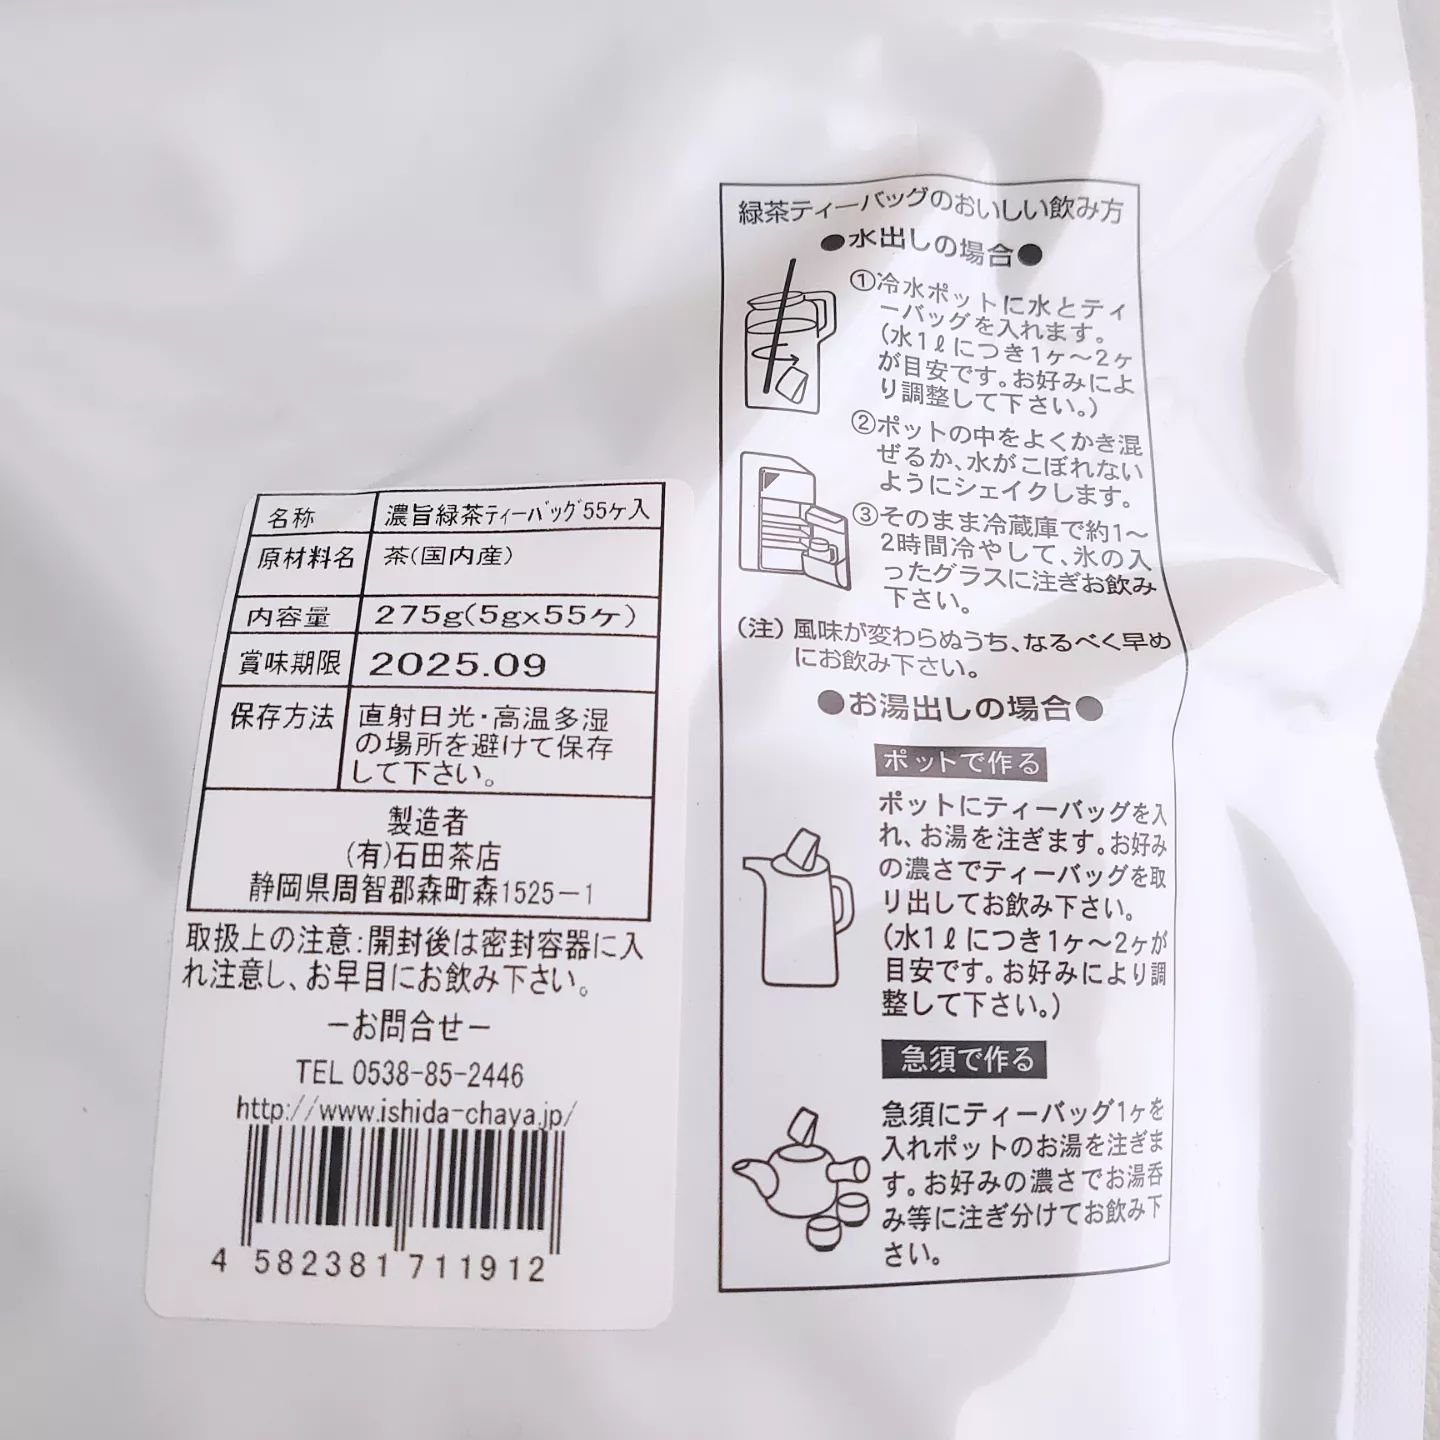 名称 濃旨緑茶ティーバッグ55ケ入
原材料名 茶(国内産)
内容量 275g(5g×55ケ)
賞味期限 2025.09
保存方法 直射日光・高温多湿
の場所を避けて保存
して下さい。
製造者
(有)石田茶店
静岡県周智郡森町森1525-1
取扱上の注意:開封後は密封容器に入
れ注意し、お早目にお飲み下さい。
ーお問合せー
TEL 0538-85-2446
http://www.ishida-chaya.jp/
4 582381 711912
緑茶ティーバッグのおいしい飲み方
●水出しの場合●
①冷水ポットに水とティ
ーバッグを入れます。
(水1ℓにつき1ヶ～2ヶ
が目安です。お好みによ
り調整して下さい。)
②ポットの中をよくかき混
ぜるか、水がこぼれない
ようにシェイクします。
③そのまま冷蔵庫で約1～
2時間冷やして、氷の入
ったグラスに注ぎお飲み
下さい。
(注) 風味が変わらぬうち、なるべく早め
にお飲み下さい。
●お湯出しの場合●
ポットで作る
ポットにティーバッグを入
れ、お湯を注ぎます。お好み
の濃さでティーバッグを取
り出してお飲み下さい。
(水1ℓにつき1ヶ～2ヶが
目安です。お好みにより調
整して下さい。)
急須で作る
急須にティーバッグ1ヶを
入れポットのお湯を注ぎま
す。お好みの濃さでお湯呑
み等に注ぎ分けてお飲み下
さい。